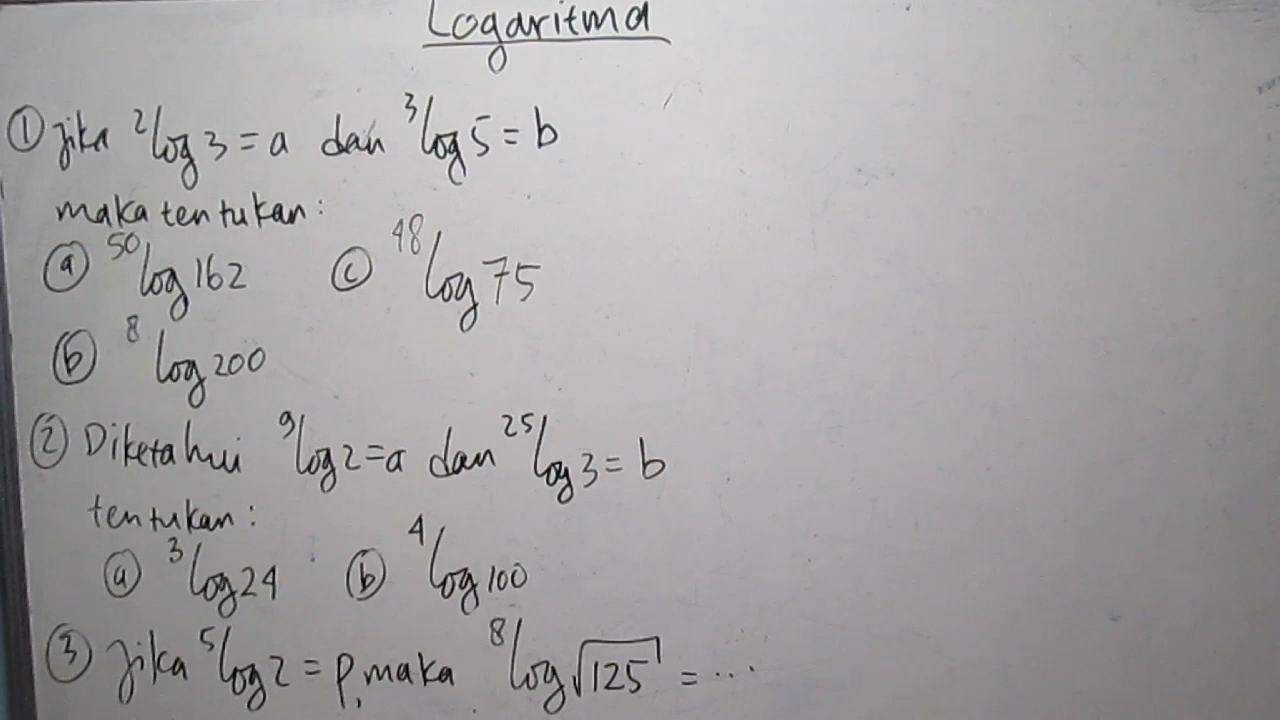 Logaritma
① Jika ²log 3 = a dan ³log 5 = b
maka tentukan :
ⓐ ⁵⁰log 162 ⓒ ⁴⁸log 75
ⓑ ⁸log 200
② Diketahui ⁹log 2 = a dan ²⁵log 3 = b
tentukan :
ⓐ ³log 24 ⓑ ⁴log 100
③ Jika ⁵log 2 = p, maka ⁸log √125 = ...